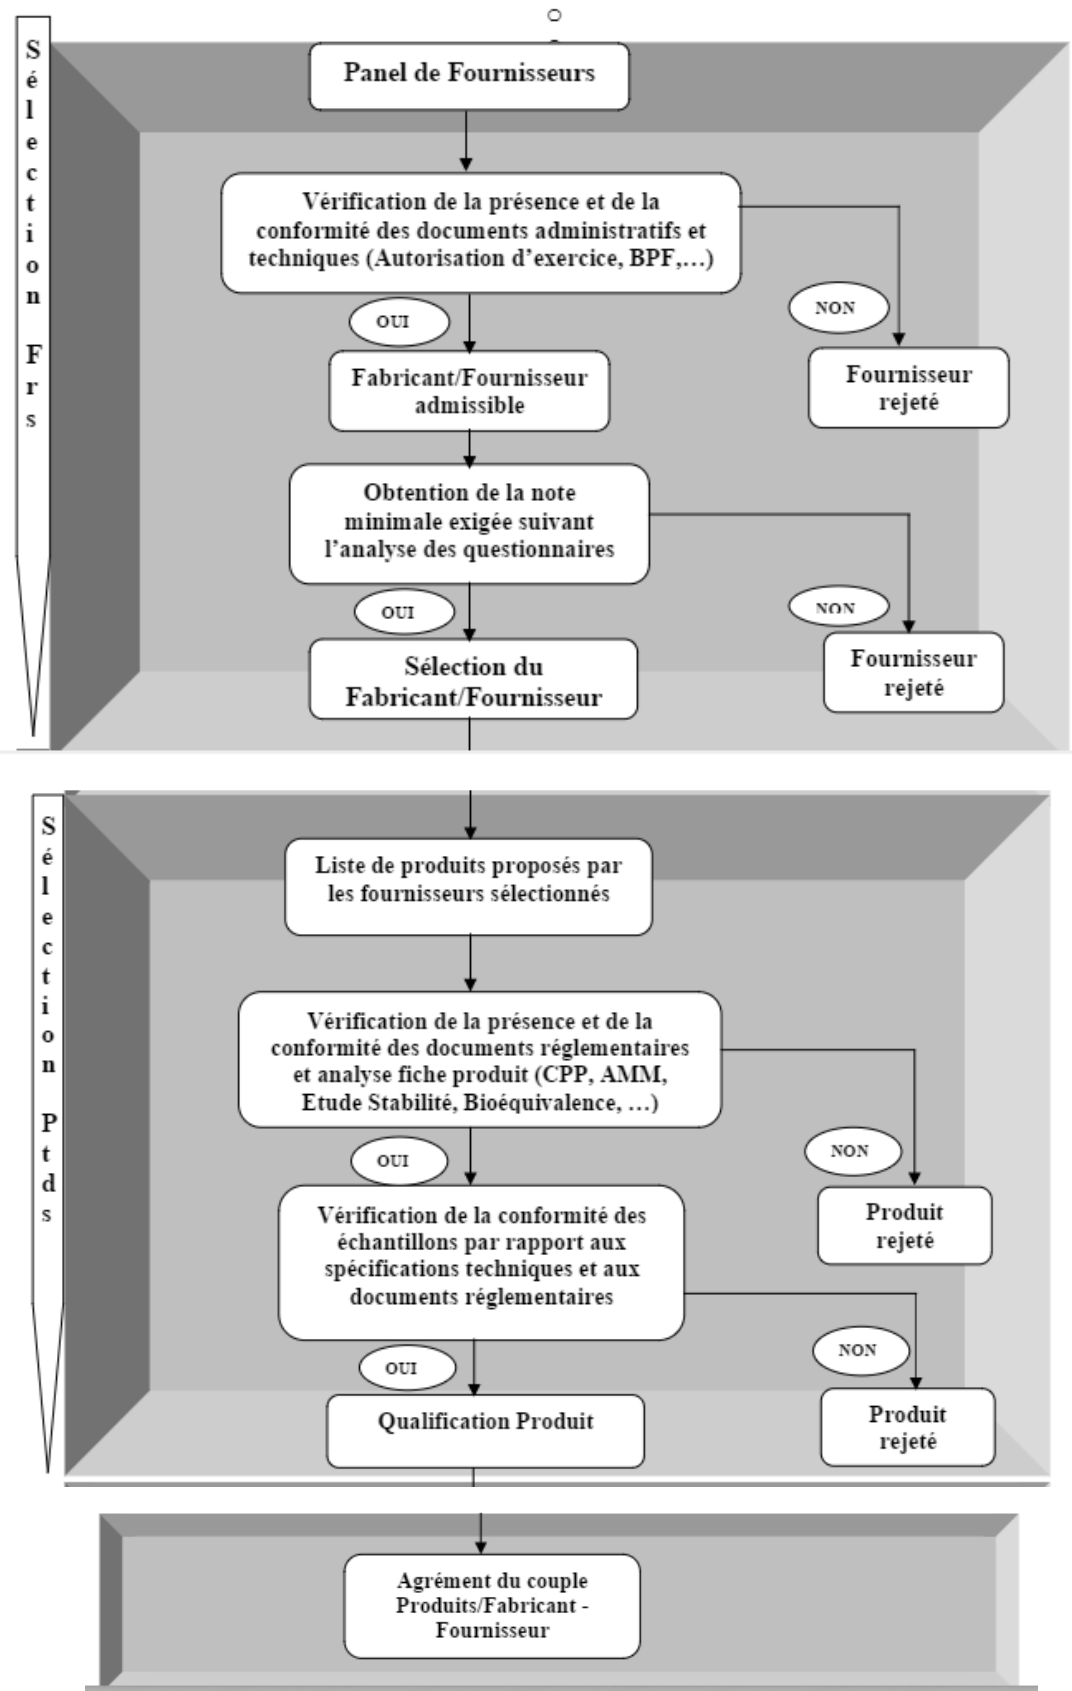 Sélection Frs
Panel de Fournisseurs
Vérification de la présence et de la
conformité des documents administratifs et
techniques (Autorisation d'exercice, BPF,…)
OUI
NON
Fabricant/Fournisseur
admissible
Fournisseur
rejeté
Obtention de la note
minimale exigée suivant
l'analyse des questionnaires
OUI
NON
Sélection du
Fabricant/Fournisseur
Fournisseur
rejeté
Sélection Ptds
Liste de produits proposés par
les fournisseurs sélectionnés
Vérification de la présence et de la
conformité des documents réglementaires
et analyse fiche produit (CPP, AMM,
Etude Stabilité, Bioéquivalence, …)
OUI
NON
Vérification de la conformité des
échantillons par rapport aux
spécifications techniques et aux
documents réglementaires
Produit
rejeté
OUI
NON
Qualification Produit
Produit
rejeté
Agrément du couple
Produits/Fabricant -
Fournisseur